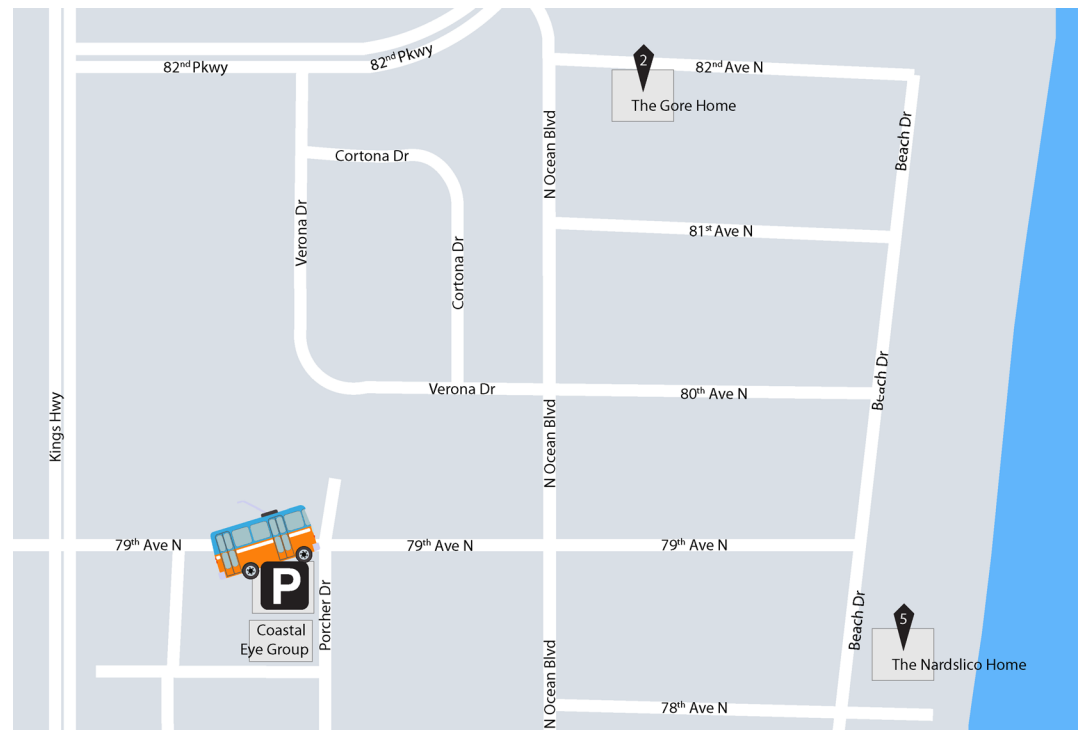 82nd Pkwy
82nd Pkwy
2
82nd Ave N
The Gore Home
N Ocean Blvd
Beach Dr
Cortona Dr
Verona Dr
81st Ave N
Cortona Dr
Verona Dr
80th Ave N
Beach Dr
Kings Hwy
N Ocean Blvd
79th Ave N
79th Ave N
79th Ave N
P
Porcher Dr
Beach Dr
5
Coastal
Eye Group
The Nardslico Home
N Ocean Blvd
78th Ave N